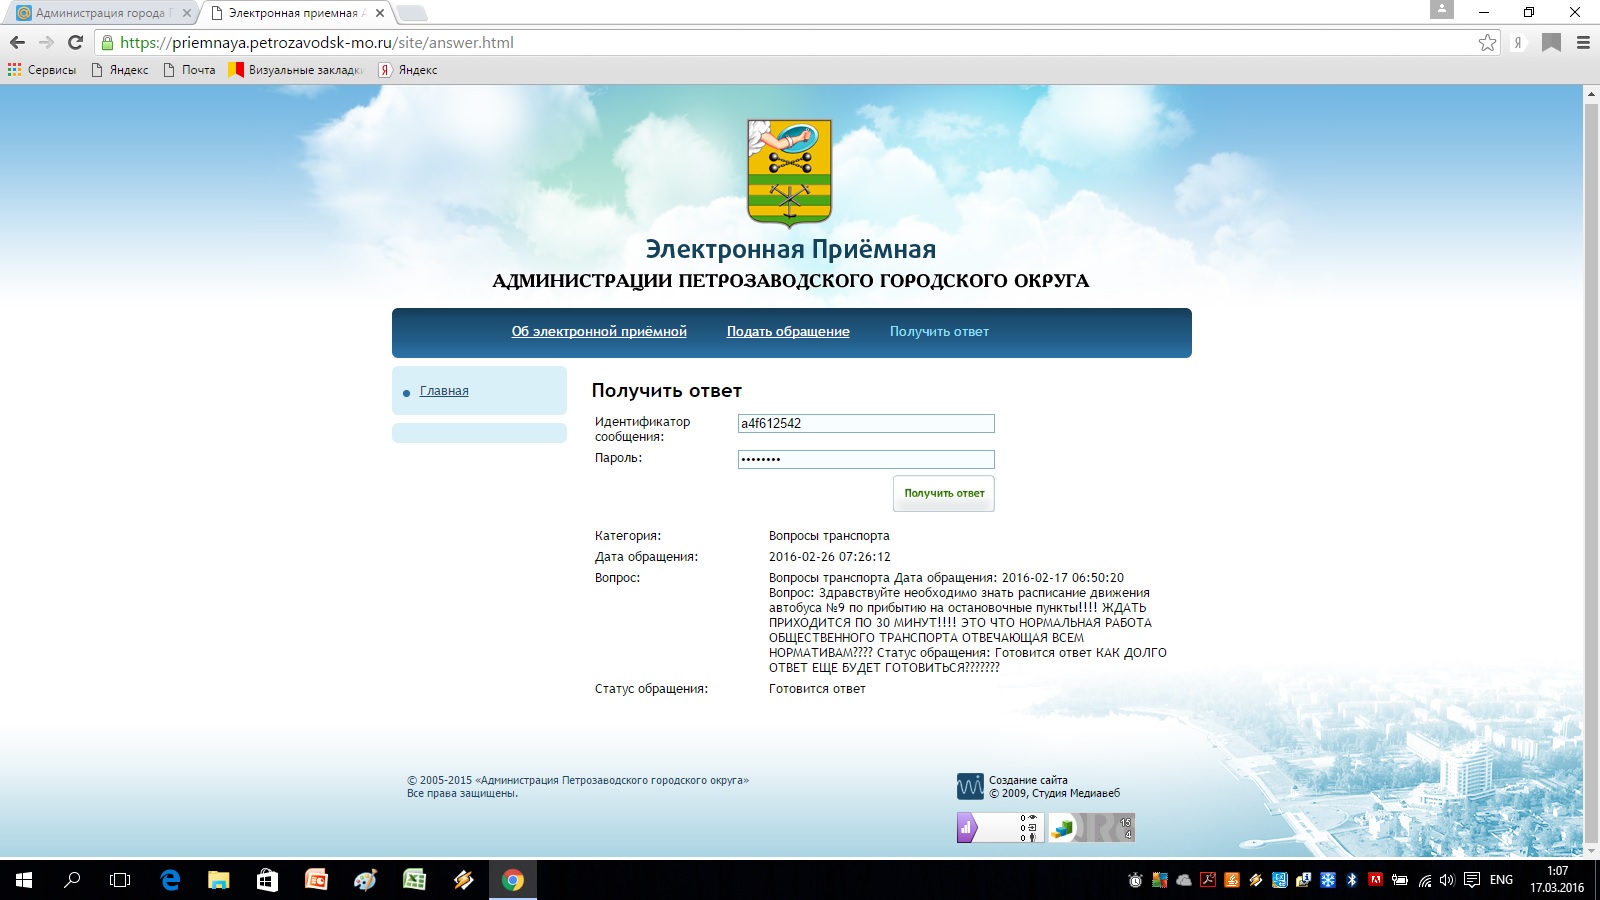 Администрация города
Электронная приемная
https://priemnaya.petrozavodsk-mo.ru/site/answer.html
Сервисы Яндекс Почта Визуальные закладки Яндекс
Электронная Приёмная
АДМИНИСТРАЦИИ ПЕТРОЗАВОДСКОГО ГОРОДСКОГО ОКРУГА
Об электронной приёмной Подать обращение Получить ответ
Главная
Получить ответ
Идентификатор сообщения: a4f612542
Пароль: ••••••••
Получить ответ
Категория: Вопросы транспорта
Дата обращения: 2016-02-26 07:26:12
Вопрос: Вопросы транспорта Дата обращения: 2016-02-17 06:50:20
Вопрос: Здравствуйте необходимо знать расписание движения
автобуса №9 по прибытию на остановочные пункты!!!! ЖДАТЬ
ПРИХОДИТСЯ ПО 30 МИНУТ!!!! ЭТО ЧТО НОРМАЛЬНАЯ РАБОТА
ОБЩЕСТВЕННОГО ТРАНСПОРТА ОТВЕЧАЮЩАЯ ВСЕМ
НОРМАТИВАМ???? Статус обращения: Готовится ответ КАК ДОЛГО
ОТВЕТ ЕЩЕ БУДЕТ ГОТОВИТЬСЯ???????
Статус обращения: Готовится ответ
© 2005-2015 «Администрация Петрозаводского городского округа»
Все права защищены.
Создание сайта
© 2009, Студия Медиавеб
0
0
0
15
4
ENG
1:07
17.03.2016